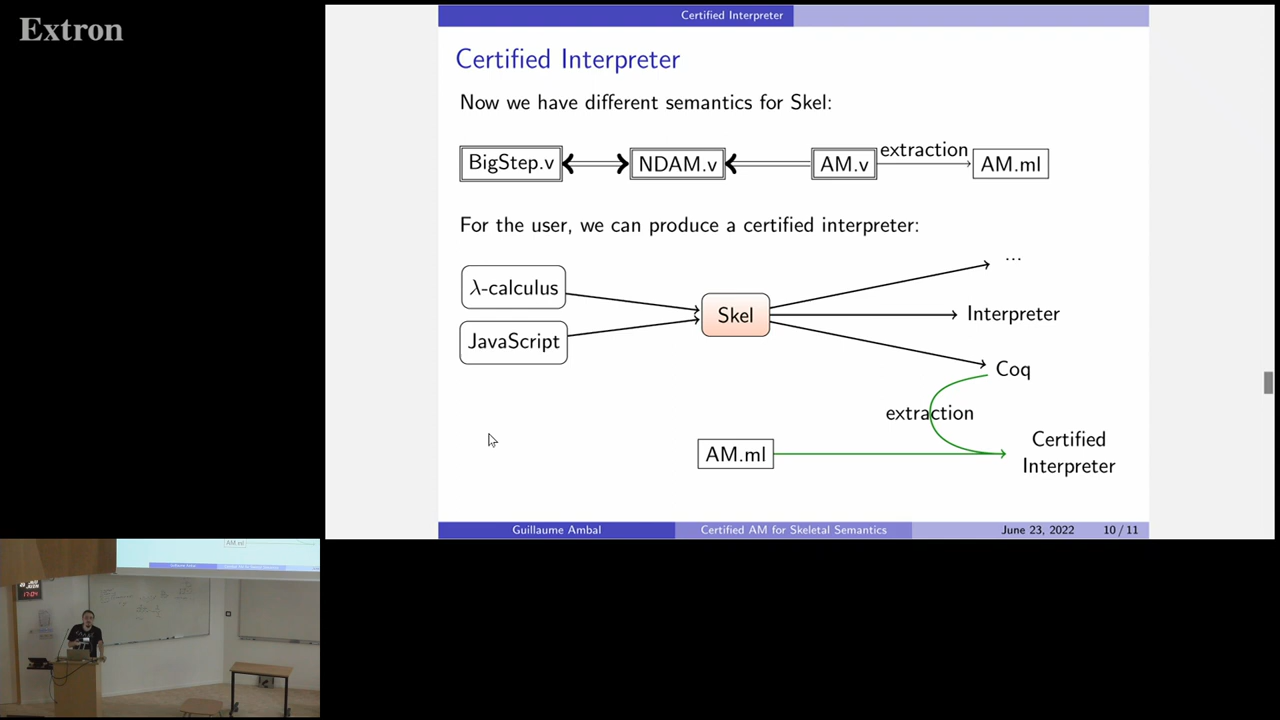 Extron
Certified Interpreter
Certified Interpreter
Now we have different semantics for Skel:
BigStep.v NDAM.v AM.v extraction AM.ml
For the user, we can produce a certified interpreter:
...
λ-calculus
Skel Interpreter
JavaScript
Coq
extraction
AM.ml
Certified
Interpreter
Guillaume Ambal Certified AM for Skeletal Semantics June 23, 2022 10 / 11
17:04